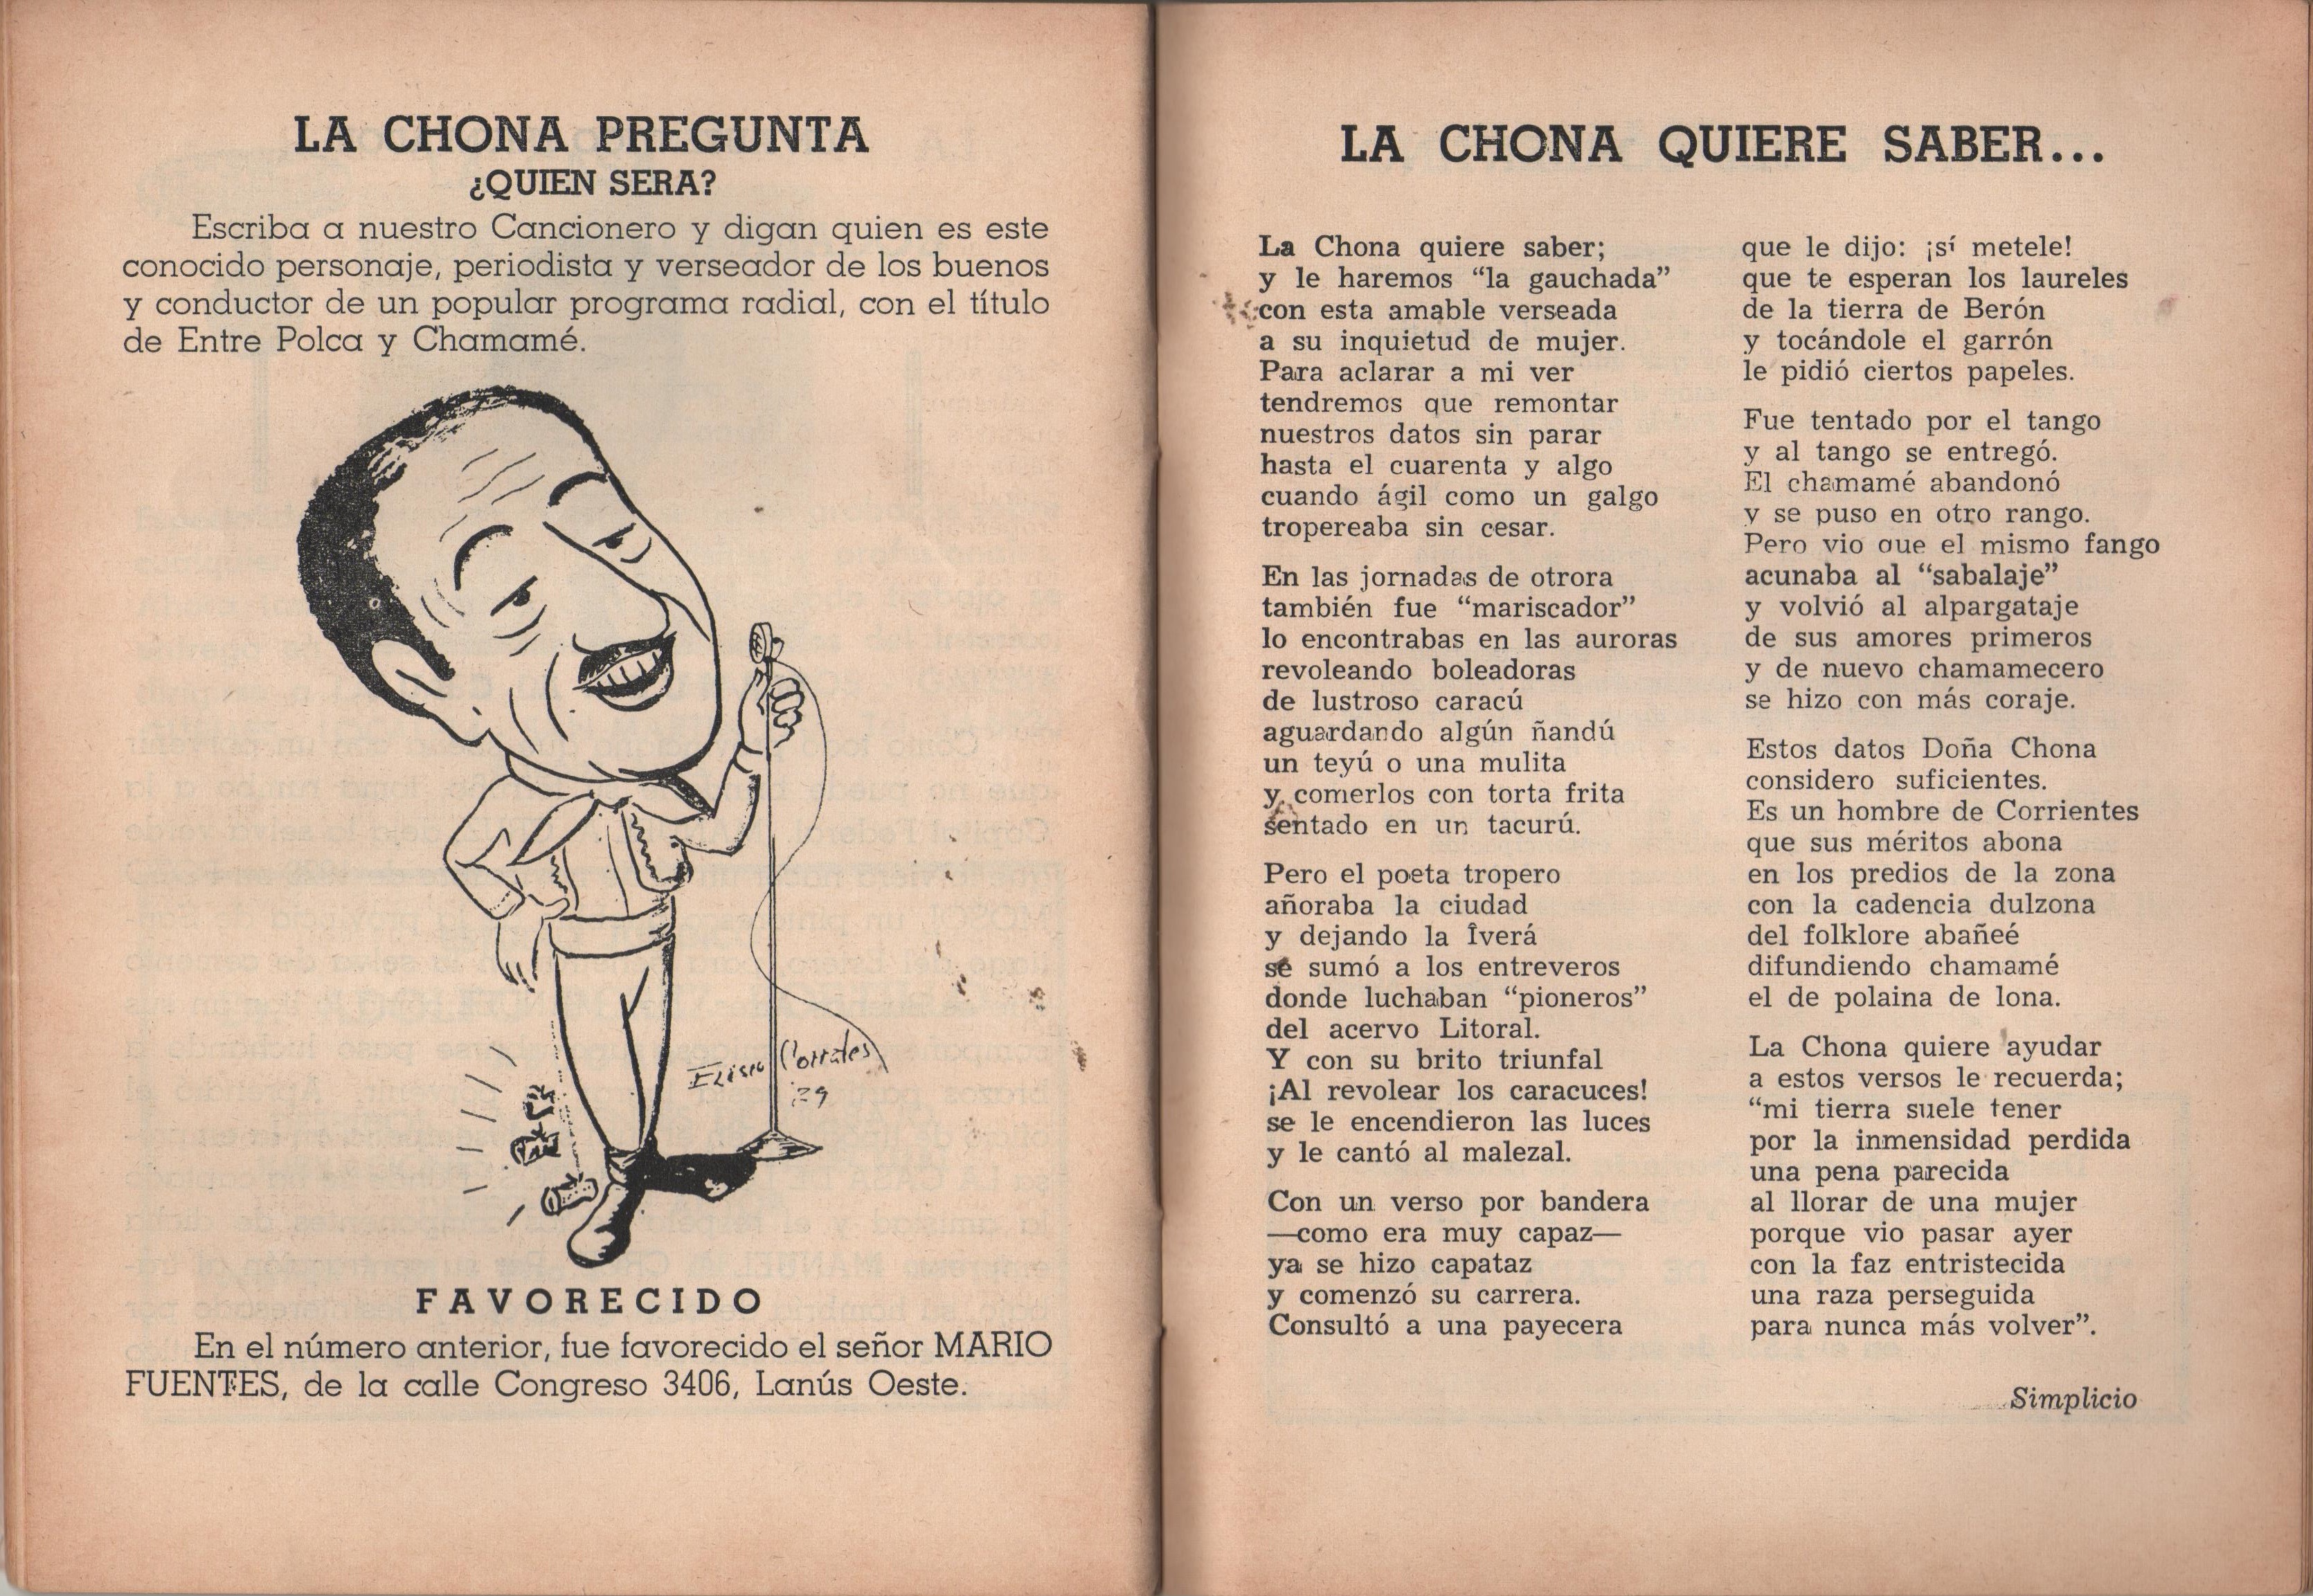 LA CHONA PREGUNTA
¿QUIEN SERA?
Escriba a nuestro Cancionero y digan quien es este
conocido personaje, periodista y verseador de los buenos
y conductor de un popular programa radial, con el título
de Entre Polca y Chamamé.
Eliseo Corrales
29
FAVORECIDO
En el número anterior, fue favorecido el señor MARIO
FUENTES, de la calle Congreso 3406, Lanús Oeste.
LA CHONA QUIERE SABER...
La Chona quiere saber;
y le haremos “la gauchada”
con esta amable verseada
a su inquietud de mujer.
Para aclarar a mi ver
tendremos que remontar
nuestros datos sin parar
hasta el cuarenta y algo
cuando ágil como un galgo
tropereaba sin cesar.
En las jornadas de otrora
también fue “mariscador”
lo encontrabas en las auroras
revoleando boleadoras
de lustroso caracú
aguardando algún ñandú
un teyú o una mulita
y comerlos con torta frita
sentado en un tacurú.
Pero el poeta tropero
añoraba la ciudad
y dejando la Îverá
se sumó a los entreveros
donde luchaban “pioneros”
del acervo Litoral.
Y con su brito triunfal
¡Al revolear los caracuces!
se le encendieron las luces
y le cantó al malezal.
Con un verso por bandera
—como era muy capaz—
ya se hizo capataz
y comenzó su carrera.
Consultó a una payecera
que le dijo: ¡sí metele!
que te esperan los laureles
de la tierra de Berón
y tocándole el garrón
le pidió ciertos papeles.
Fue tentado por el tango
y al tango se entregó.
El chamamé abandonó
y se puso en otro rango.
Pero vio que el mismo fango
acunaba al “sabalaje”
y volvió al alpargataje
de sus amores primeros
y de nuevo chamamecero
se hizo con más coraje.
Estos datos Doña Chona
considero suficientes.
Es un hombre de Corrientes
que sus méritos abona
en los predios de la zona
con la cadencia dulzona
del folklore abañeé
difundiendo chamamé
el de polaina de lona.
La Chona quiere ayudar
a estos versos le recuerda;
“mi tierra suele tener
por la inmensidad perdida
una pena parecida
al llorar de una mujer
porque vio pasar ayer
con la faz entristecida
una raza perseguida
para nunca más volver”.
Simplicio